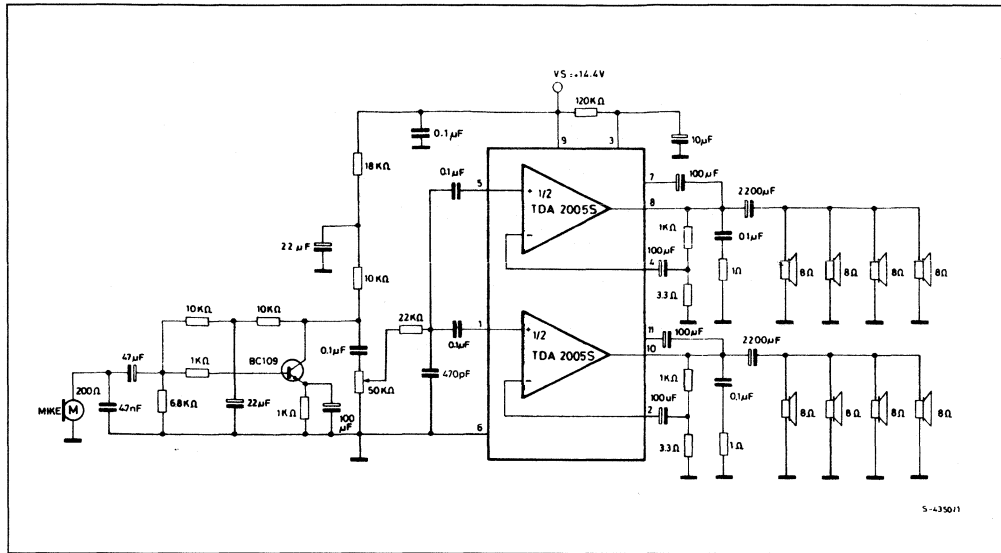 VS=+14.4V
120KΩ
0.1µF
9
3
10µF
18KΩ
0.1µF
5
7
100µF
+
1/2
TDA 2005S
8
2200µF
22µF
-
1KΩ
100µF
4
0.1µF
1Ω
8Ω
8Ω
8Ω
8Ω
10KΩ
3.3Ω
10KΩ
10KΩ
22KΩ
1
11
100µF
0.1µF
+
1/2
TDA 2005S
10
2200µF
47µF
1KΩ
BC109
0.1µF
50KΩ
470pF
1KΩ
0.1µF
200Ω
M
MIKE
47nF
6.8KΩ
22µF
1KΩ
100
µF
-
100uF
2
8Ω
8Ω
8Ω
8Ω
6
3.3Ω
1Ω
S-4350/1